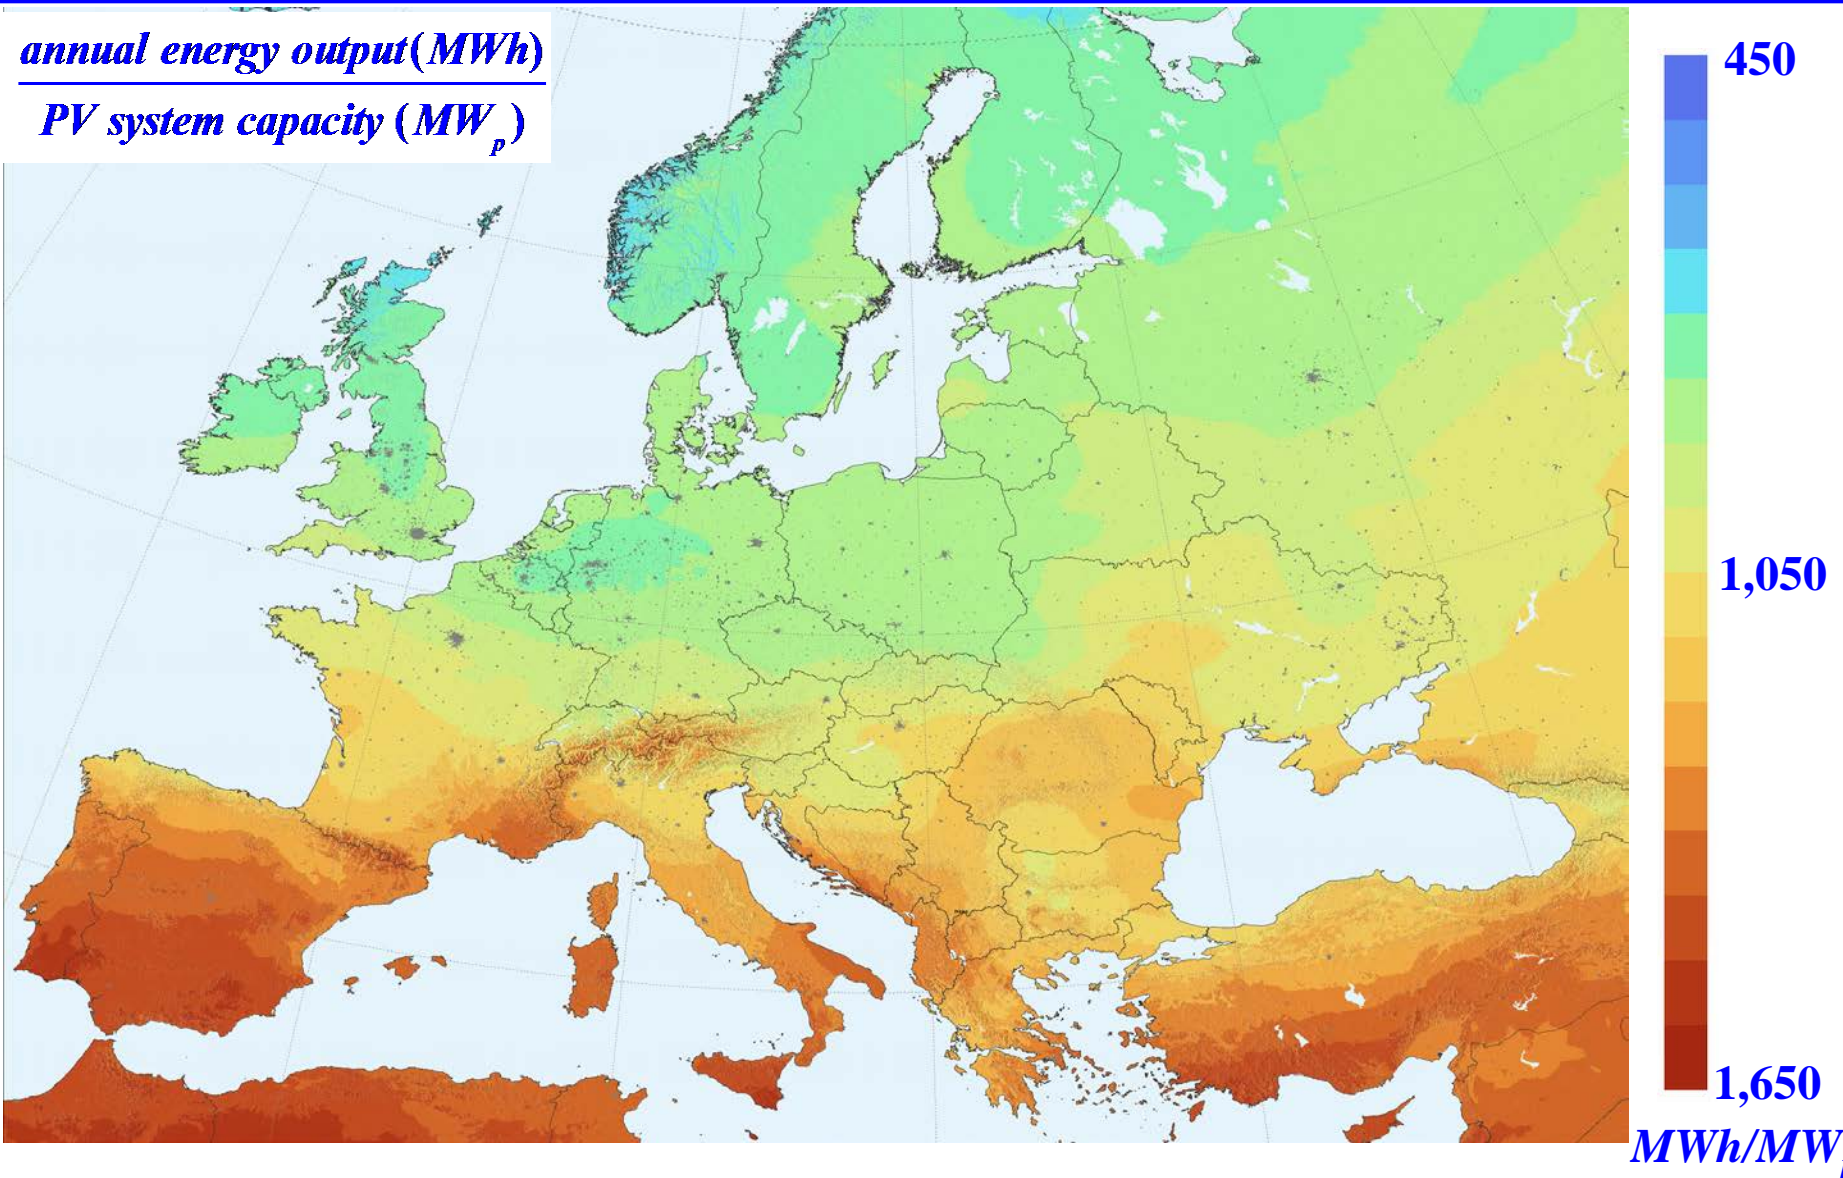 annual energy output(MWh)
PV system capacity (MWp)
450
1,050
1,650
MWh/MW